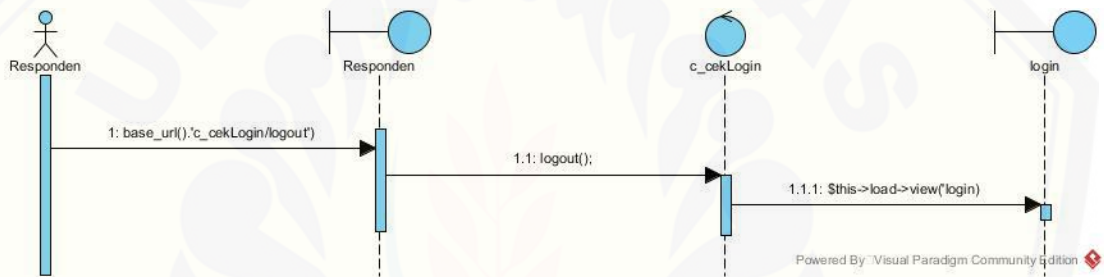 Responden
Responden
c_cekLogin
login
1: base_url().'c_cekLogin/logout')
1.1: logout();
1.1.1: $this->load->view('login)
Powered By Visual Paradigm Community Edition